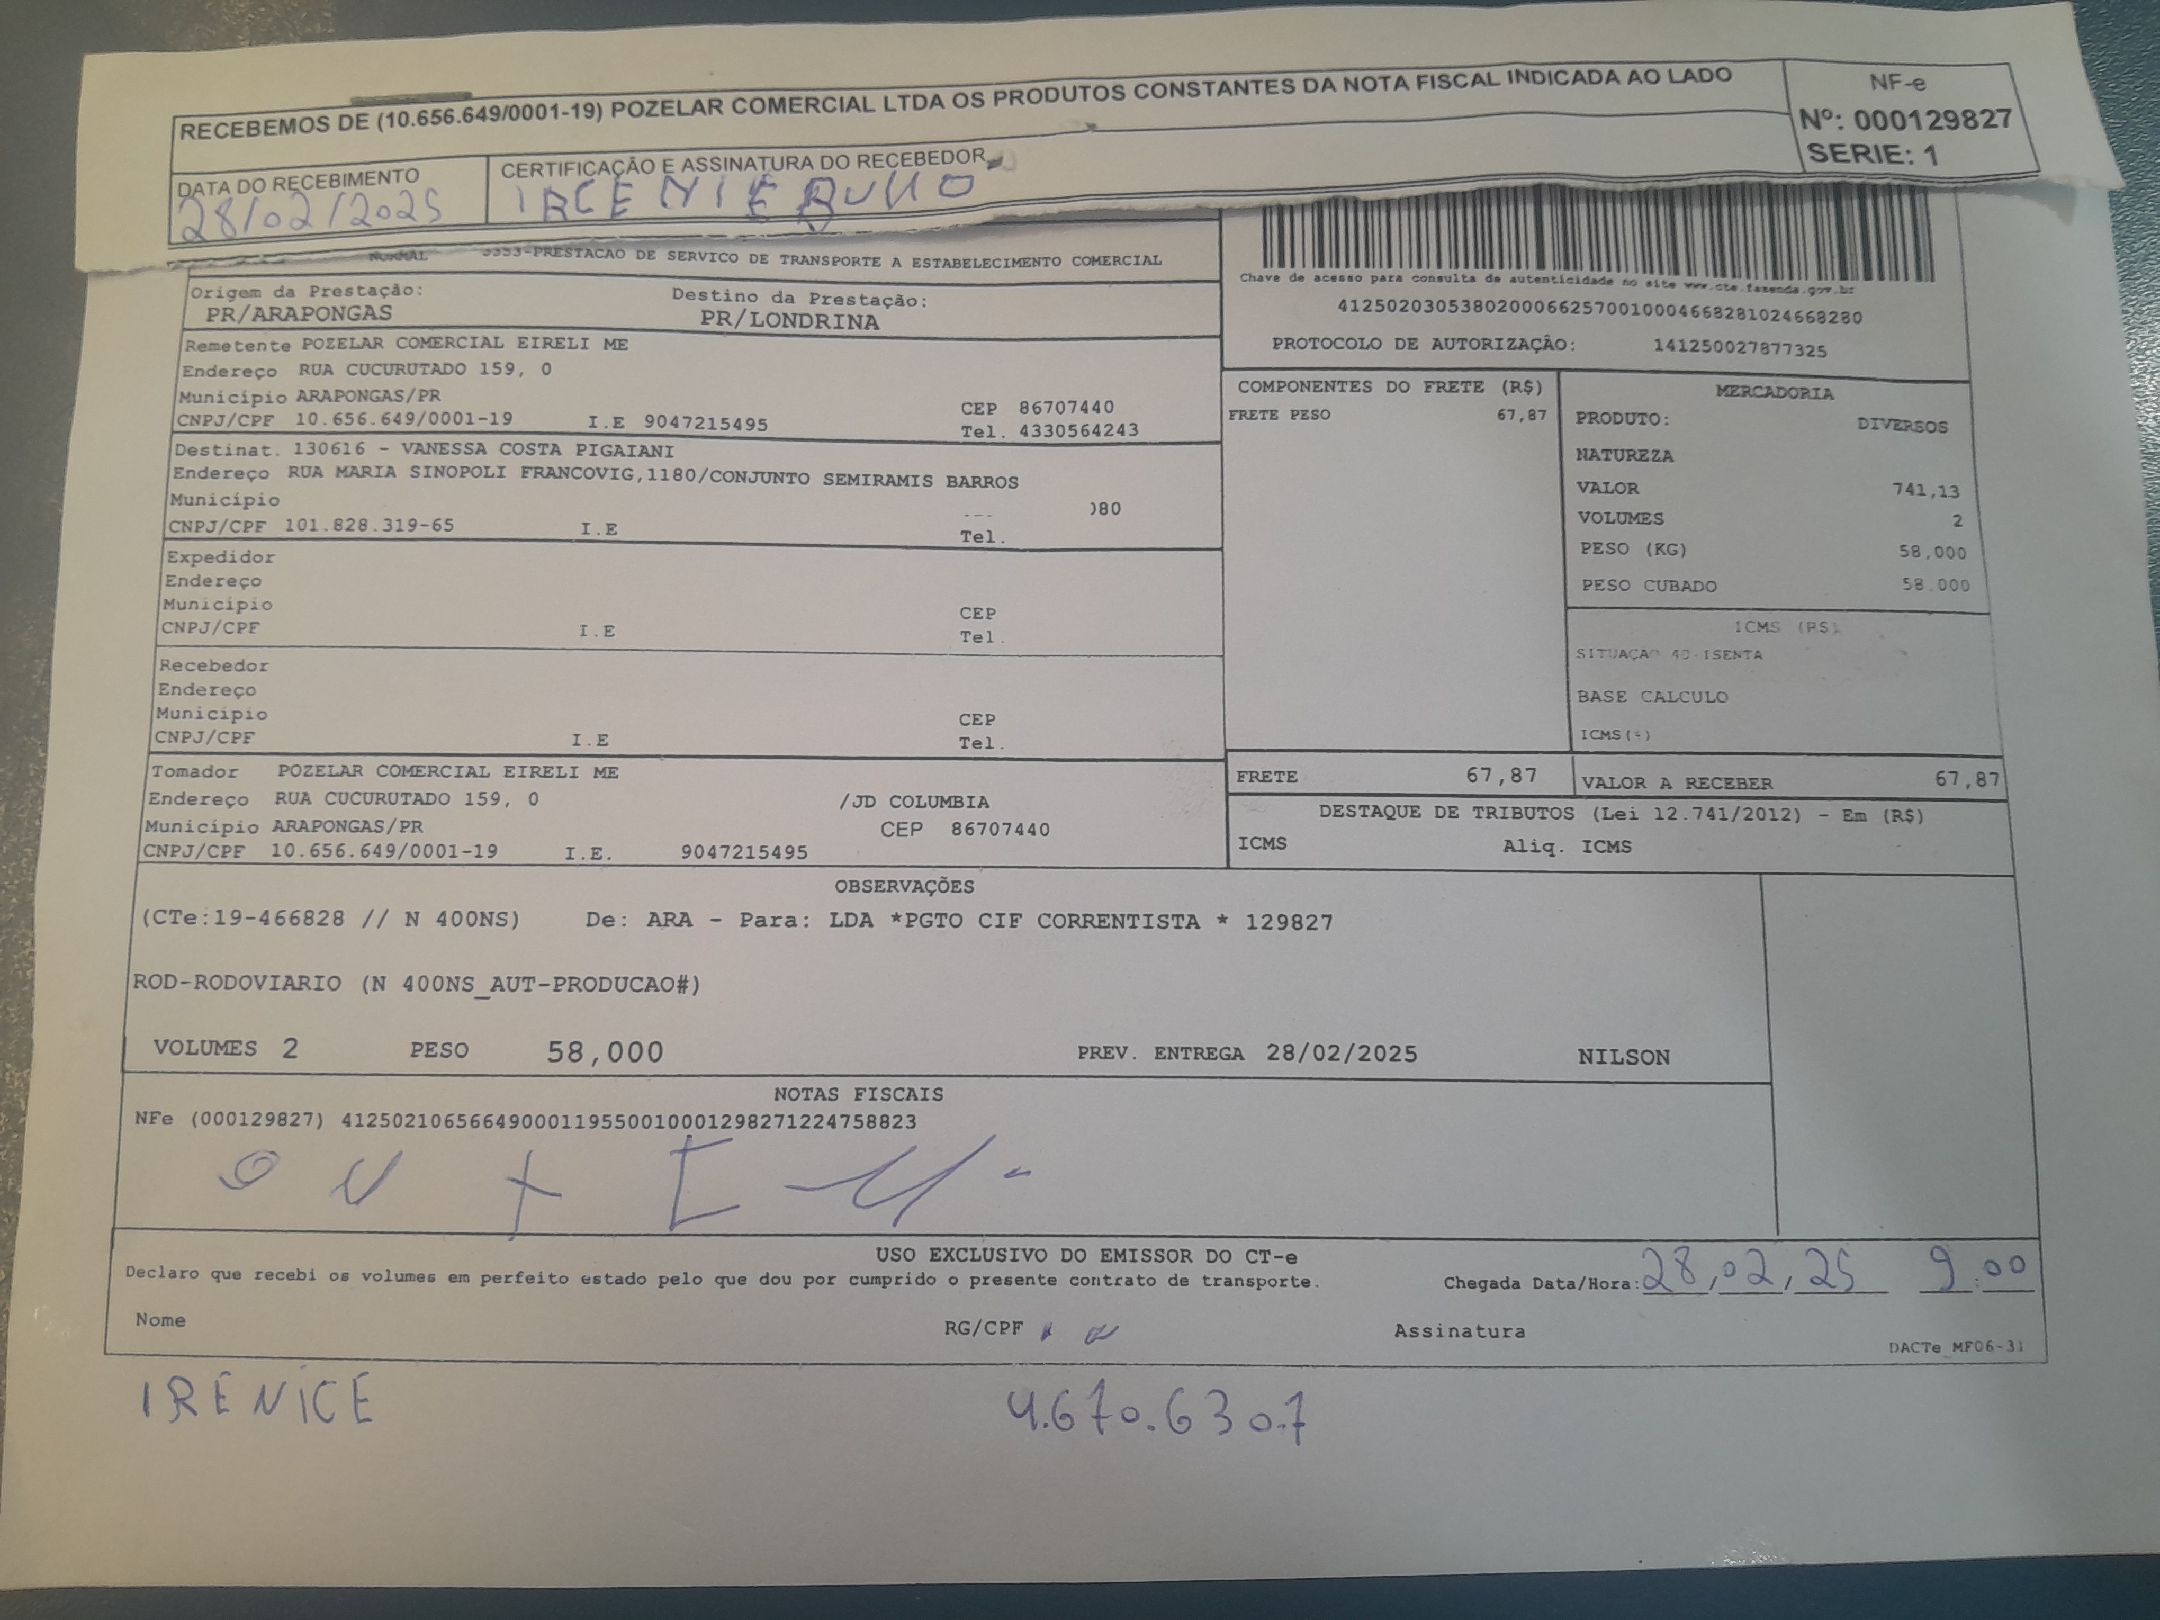 RECEBEMOS DE (10.656.649/0001-19) POZELAR COMERCIAL LTDA OS PRODUTOS CONSTANTES DA NOTA FISCAL INDICADA AO LADO
NF-e
Nº: 000129827
SERIE: 1
DATA DO RECEBIMENTO
28/02/2025
CERTIFICAÇÃO E ASSINATURA DO RECEBEDOR
NORMAL 5353-PRESTACAO DE SERVICO DE TRANSPORTE A ESTABELECIMENTO COMERCIAL
Chave de acesso para consulta de autenticidade no site www.cte.fazenda.gov.br
41250203053802000662570010004668281024668280
PROTOCOLO DE AUTORIZAÇÃO: 141250027877325
Origem da Prestação: Destino da Prestação:
PR/ARAPONGAS PR/LONDRINA
Remetente POZELAR COMERCIAL EIRELI ME
Endereço RUA CUCURUTADO 159, 0
Município ARAPONGAS/PR CEP 86707440
CNPJ/CPF 10.656.649/0001-19 I.E 9047215495 Tel. 4330564243
Destinat. 130616 - VANESSA COSTA PIGAIANI
Endereço RUA MARIA SINOPOLI FRANCOVIG,1180/CONJUNTO SEMIRAMIS BARROS
Município 80
CNPJ/CPF 101.828.319-65 I.E Tel.
Expedidor
Endereço
Município CEP
CNPJ/CPF I.E Tel.
Recebedor
Endereço
Município CEP
CNPJ/CPF I.E Tel.
Tomador POZELAR COMERCIAL EIRELI ME
Endereço RUA CUCURUTADO 159, 0 /JD COLUMBIA
Município ARAPONGAS/PR CEP 86707440
CNPJ/CPF 10.656.649/0001-19 I.E. 9047215495
COMPONENTES DO FRETE (R$)
FRETE PESO 67,87
MERCADORIA
PRODUTO: DIVERSOS
NATUREZA
VALOR 741,13
VOLUMES 2
PESO (KG) 58,000
PESO CUBADO 58.000
ICMS (R$)
SITUAÇÃO 40-ISENTA
BASE CALCULO
ICMS(%)
FRETE 67,87 VALOR A RECEBER 67,87
DESTAQUE DE TRIBUTOS (Lei 12.741/2012) - Em (R$)
ICMS Aliq. ICMS
OBSERVAÇÕES
(CTe:19-466828 // N 400NS) De: ARA - Para: LDA *PGTO CIF CORRENTISTA * 129827
ROD-RODOVIARIO (N 400NS_AUT-PRODUCAO#)
VOLUMES 2 PESO 58,000 PREV. ENTREGA 28/02/2025 NILSON
NOTAS FISCAIS
NFe (000129827) 41250210656649000119550010001298271224758823
USO EXCLUSIVO DO EMISSOR DO CT-e
Declaro que recebi os volumes em perfeito estado pelo que dou por cumprido o presente contrato de transporte. Chegada Data/Hora: 28,02,25 9:00
Nome RG/CPF Assinatura
DACTe_MF06-31
IRENICE 4.670.630.7